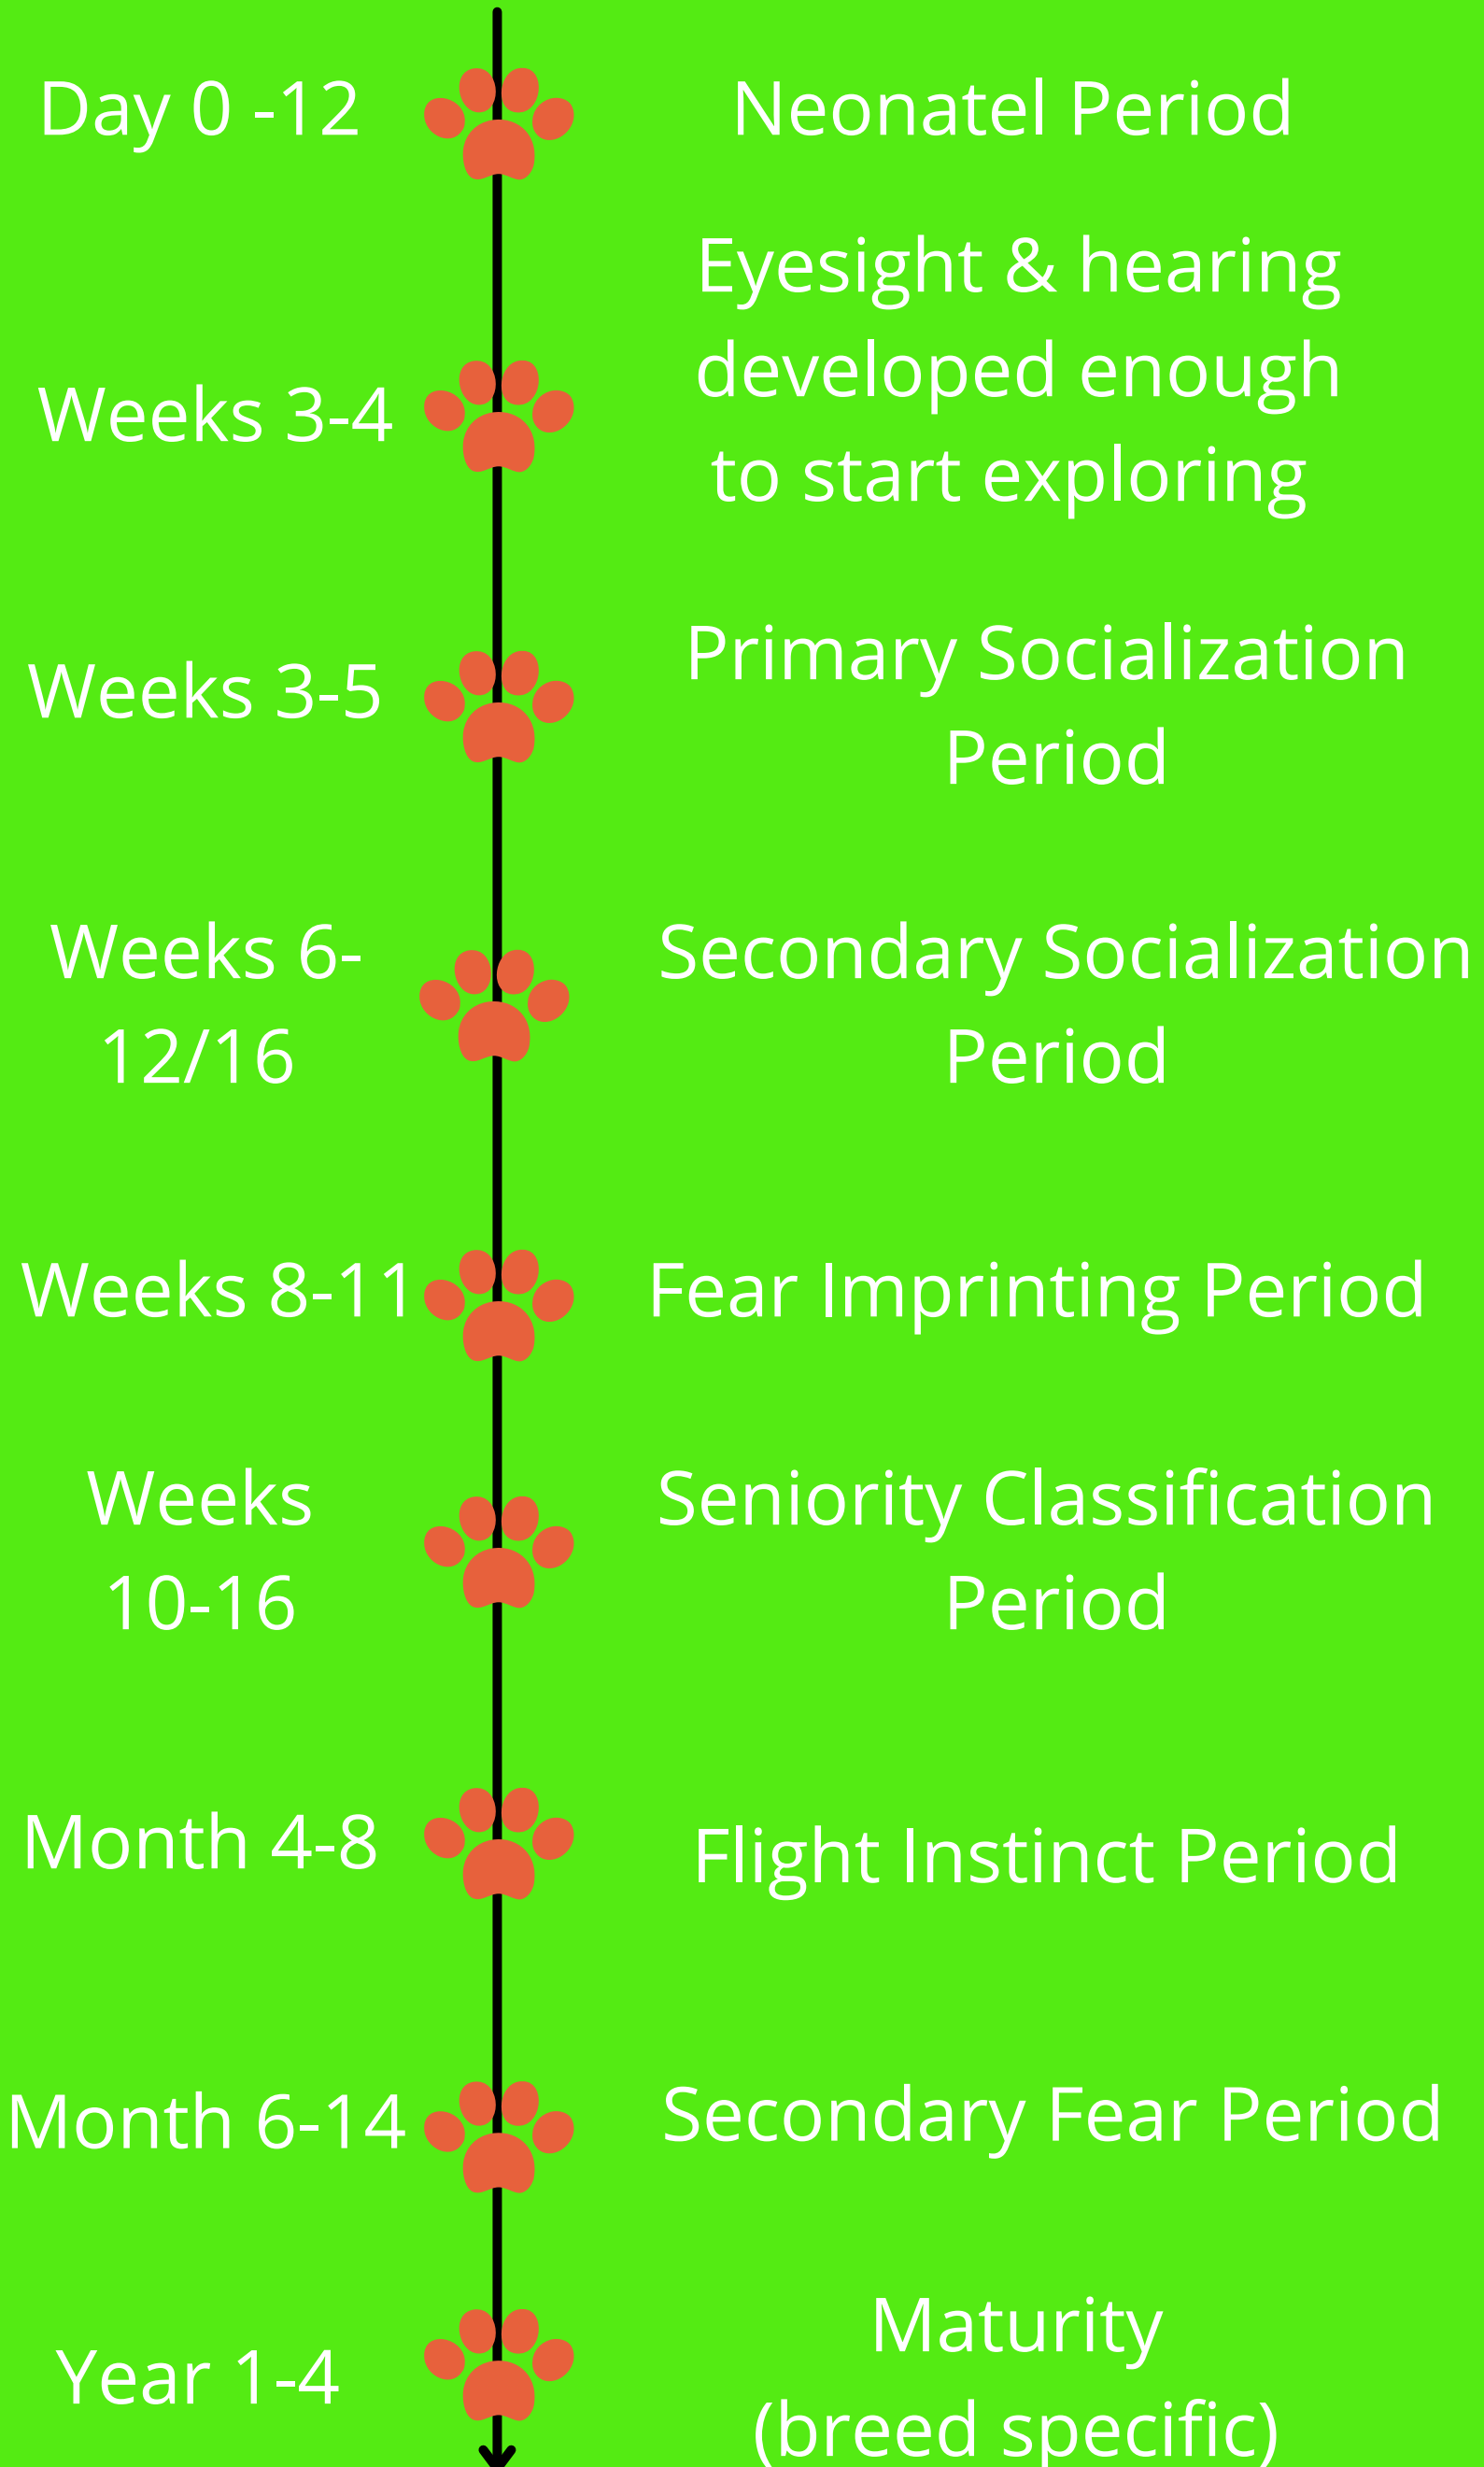 Day 0 -12
Neonatel Period
Weeks 3-4
Eyesight & hearing
developed enough
to start exploring
Weeks 3-5
Primary Socialization
Period
Weeks 6-
12/16
Secondary Socialization
Period
Weeks 8-11
Fear Imprinting Period
Weeks
10-16
Seniority Classification
Period
Month 4-8
Flight Instinct Period
Month 6-14
Secondary Fear Period
Year 1-4
Maturity
(breed specific)